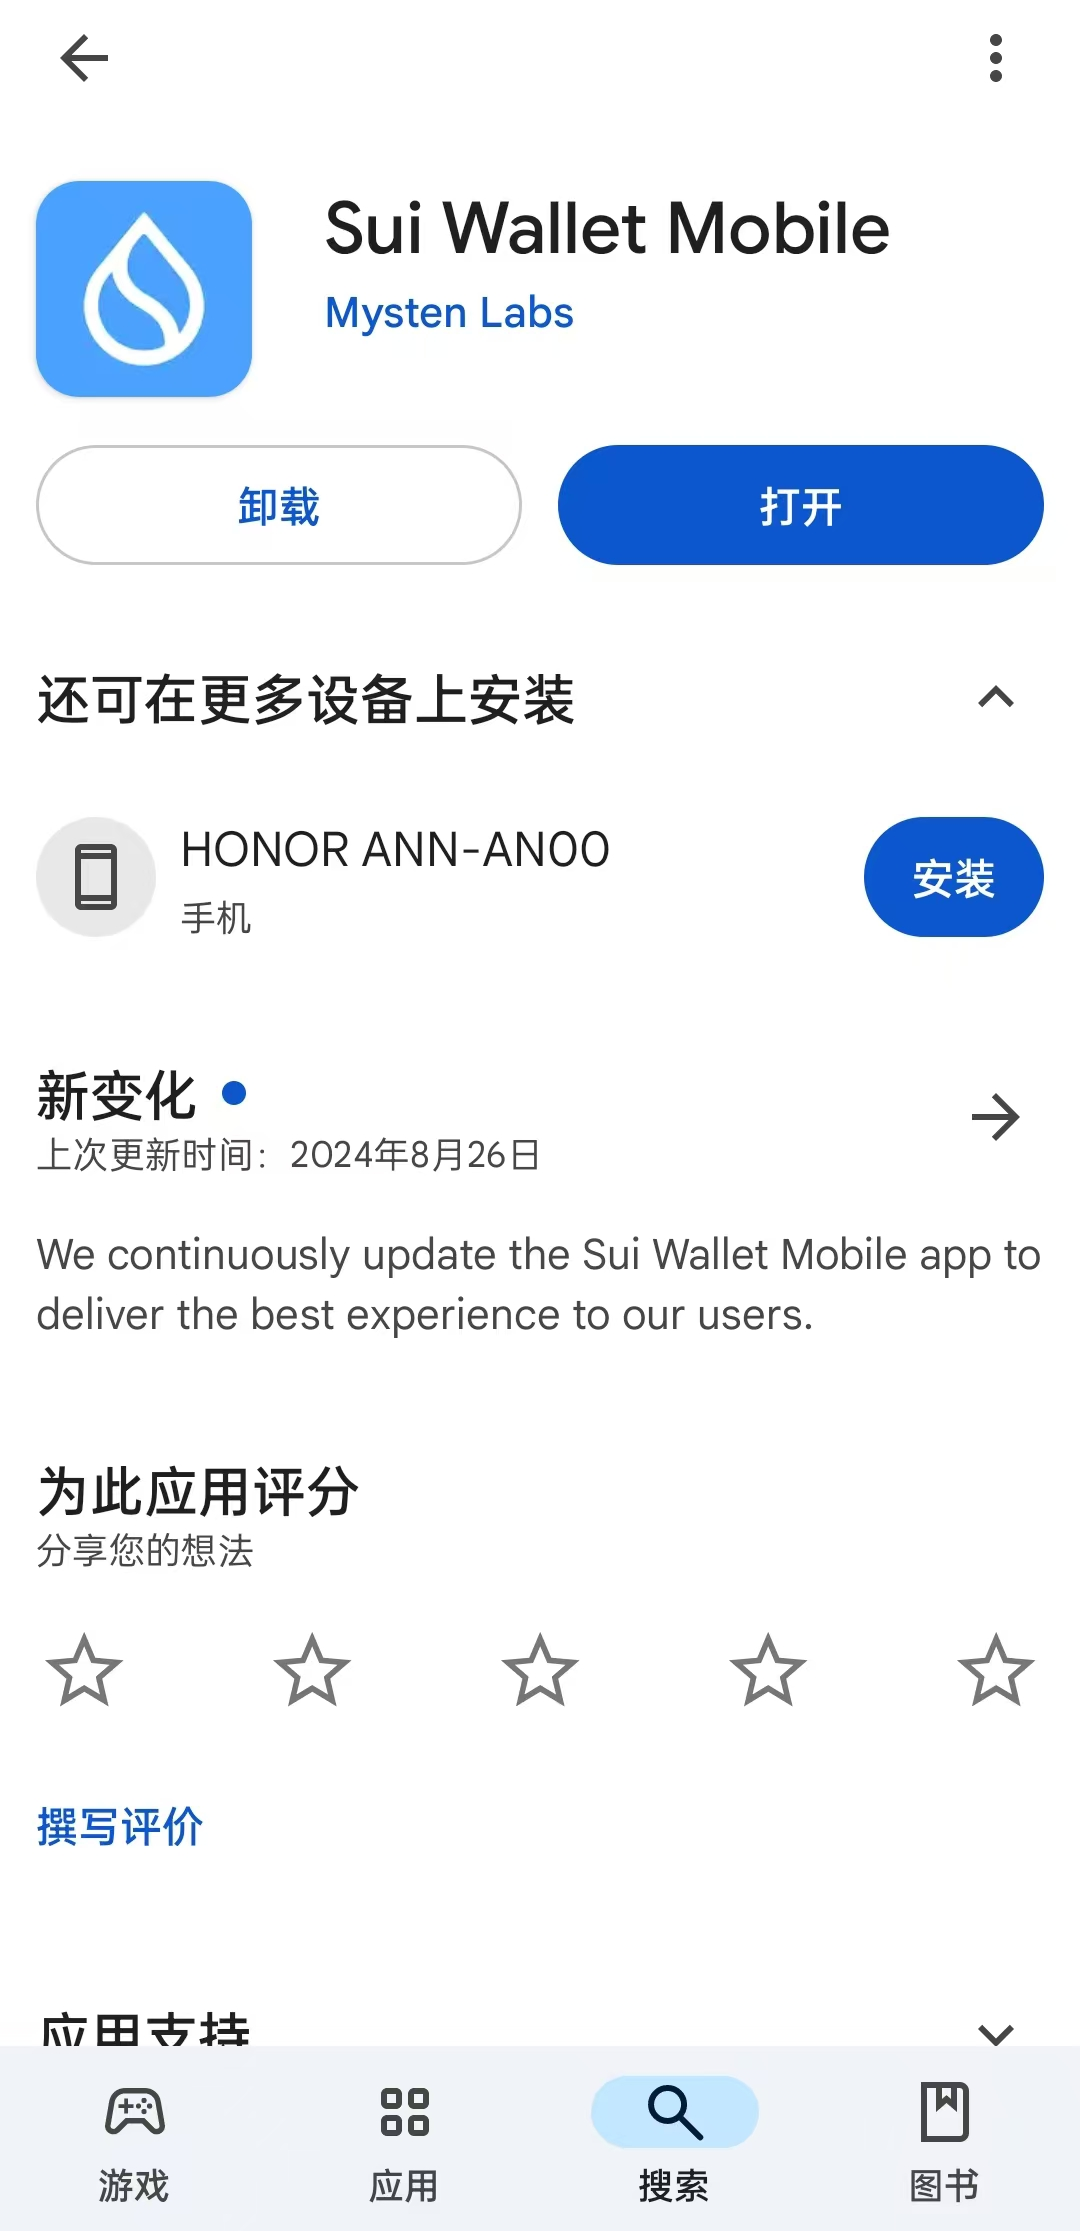 Sui Wallet Mobile
Mysten Labs
卸载
打开
还可在更多设备上安装
HONOR ANN-AN00
手机
安装
新变化
上次更新时间：2024年8月26日
We continuously update the Sui Wallet Mobile app to
deliver the best experience to our users.
为此应用评分
分享您的想法
撰写评价
应用支持
游戏
应用
搜索
图书